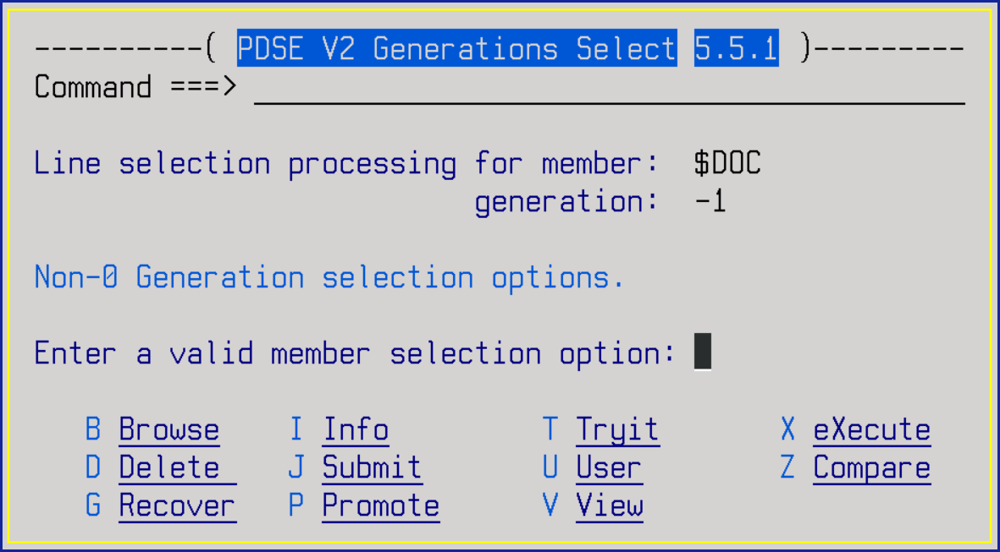 ----------( PDSE V2 Generations Select 5.5.1 )---------
Command ===>
Line selection processing for member: $DOC
generation: -1
Non-0 Generation selection options.
Enter a valid member selection option:
B Browse I Info T Tryit X eXecute
D Delete J Submit U User Z Compare
G Recover P Promote V View